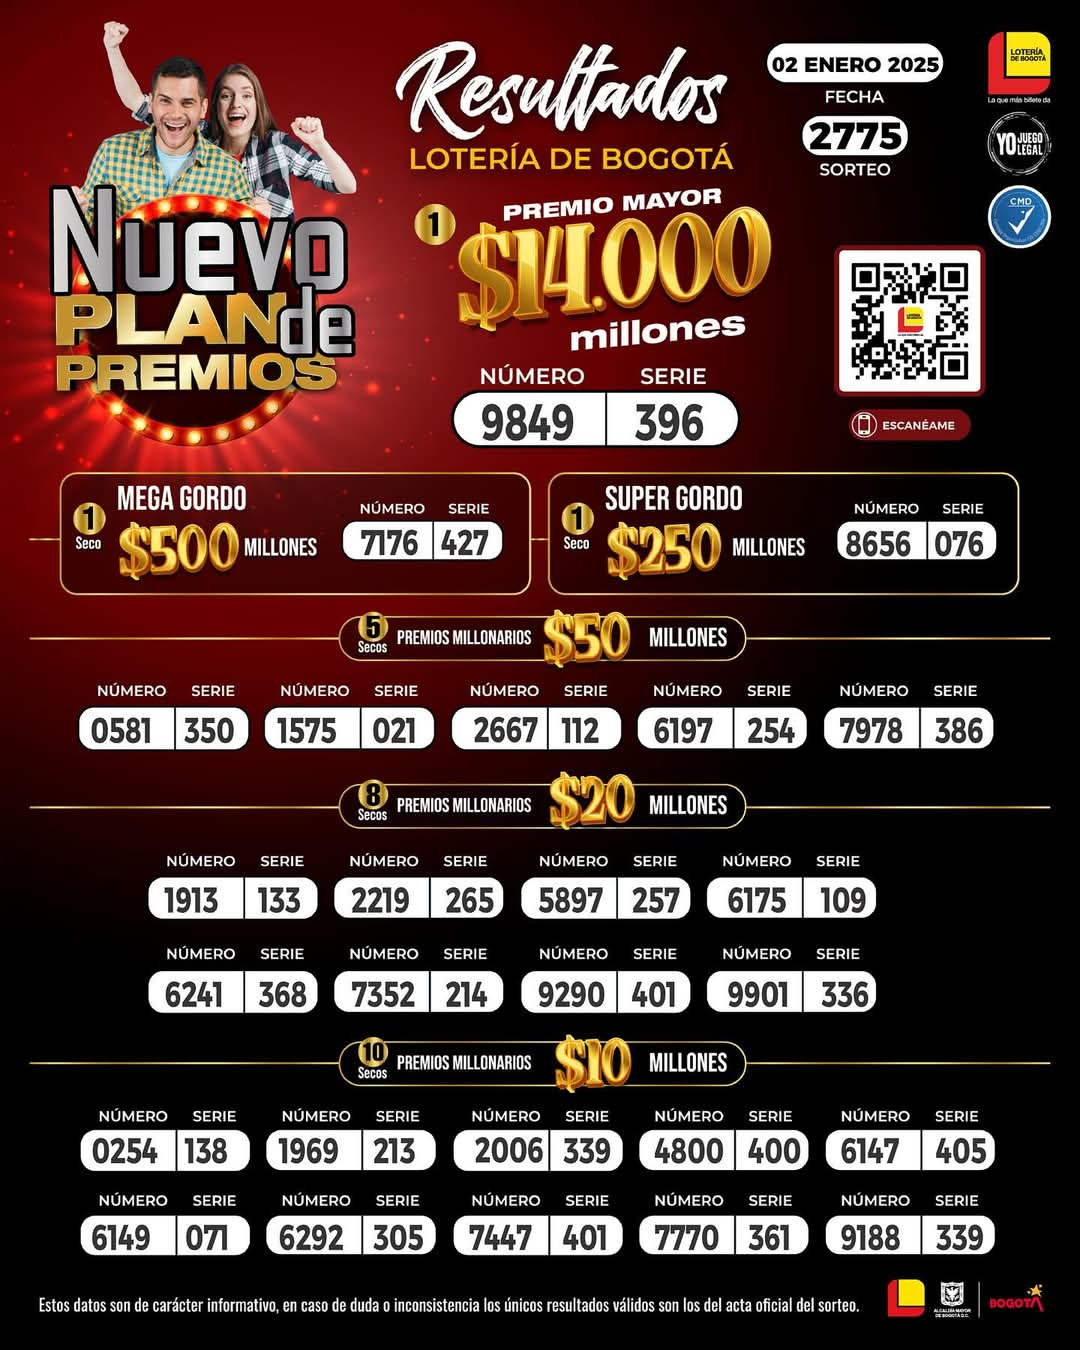 Resultados
LOTERÍA DE BOGOTÁ
02 ENERO 2025
FECHA
2775
SORTEO
LOTERÍA
DE BOGOTÁ
La que más billete da
YO JUEGO
LEGAL
CMD
Nuevo
PLAN de
PREMIOS
1 PREMIO MAYOR
$14.000
millones
NÚMERO SERIE
9849 396
ESCANÉAME
1 Seco MEGA GORDO
$500 MILLONES
NÚMERO SERIE
7176 427
1 Seco SUPER GORDO
$250 MILLONES
NÚMERO SERIE
8656 076
5 Secos PREMIOS MILLONARIOS $50 MILLONES
NÚMERO SERIE NÚMERO SERIE NÚMERO SERIE NÚMERO SERIE NÚMERO SERIE
0581 350 1575 021 2667 112 6197 254 7978 386
8 Secos PREMIOS MILLONARIOS $20 MILLONES
NÚMERO SERIE NÚMERO SERIE NÚMERO SERIE NÚMERO SERIE
1913 133 2219 265 5897 257 6175 109
NÚMERO SERIE NÚMERO SERIE NÚMERO SERIE NÚMERO SERIE
6241 368 7352 214 9290 401 9901 336
10 Secos PREMIOS MILLONARIOS $10 MILLONES
NÚMERO SERIE NÚMERO SERIE NÚMERO SERIE NÚMERO SERIE NÚMERO SERIE
0254 138 1969 213 2006 339 4800 400 6147 405
NÚMERO SERIE NÚMERO SERIE NÚMERO SERIE NÚMERO SERIE NÚMERO SERIE
6149 071 6292 305 7447 401 7770 361 9188 339
Estos datos son de carácter informativo, en caso de duda o inconsistencia los únicos resultados válidos son los del acta oficial del sorteo.
ALCALDÍA MAYOR
DE BOGOTÁ D.C.
BOGOTÁ